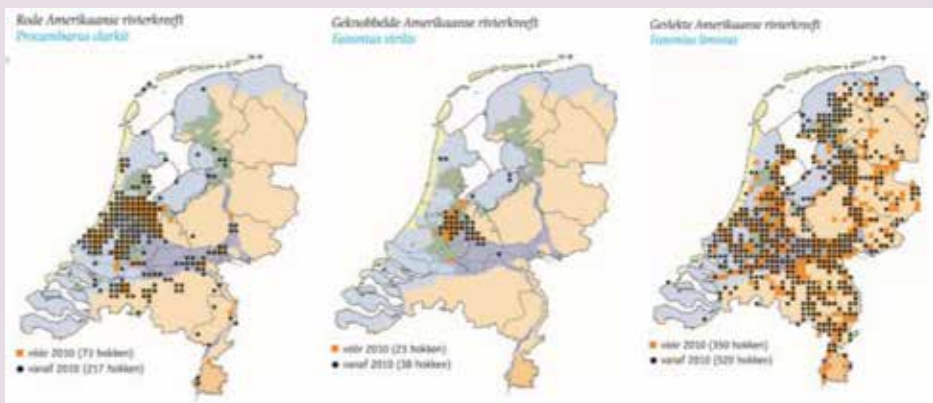 Rode Amerikaanse rivierkreeft
Procambarus clarkii
vóór 2010 (73 hokken)
vanaf 2010 (217 hokken)
Geknobbelde Amerikaanse rivierkreeft
Faxonius virilis
vóór 2010 (23 hokken)
vanaf 2010 (38 hokken)
Gevlekte Amerikaanse rivierkreeft
Faxonius limosus
vóór 2010 (350 hokken)
vanaf 2010 (520 hokken)